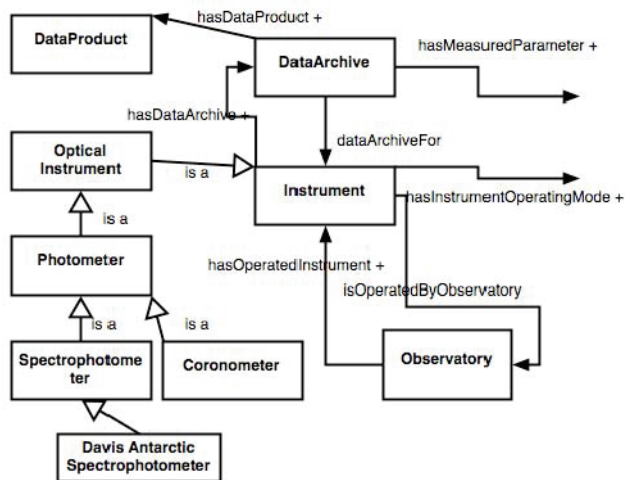 hasDataProduct +
DataProduct
DataArchive
hasMeasuredParameter +
hasDataArchive +
dataArchiveFor
Optical
Instrument
is a
Instrument
hasInstrumentOperatingMode +
is a
Photometer
hasOperatedInstrument +
isOperatedByObservatory
is a
is a
Spectrophotome
ter
Coronometer
Observatory
Davis Antarctic
Spectrophotometer